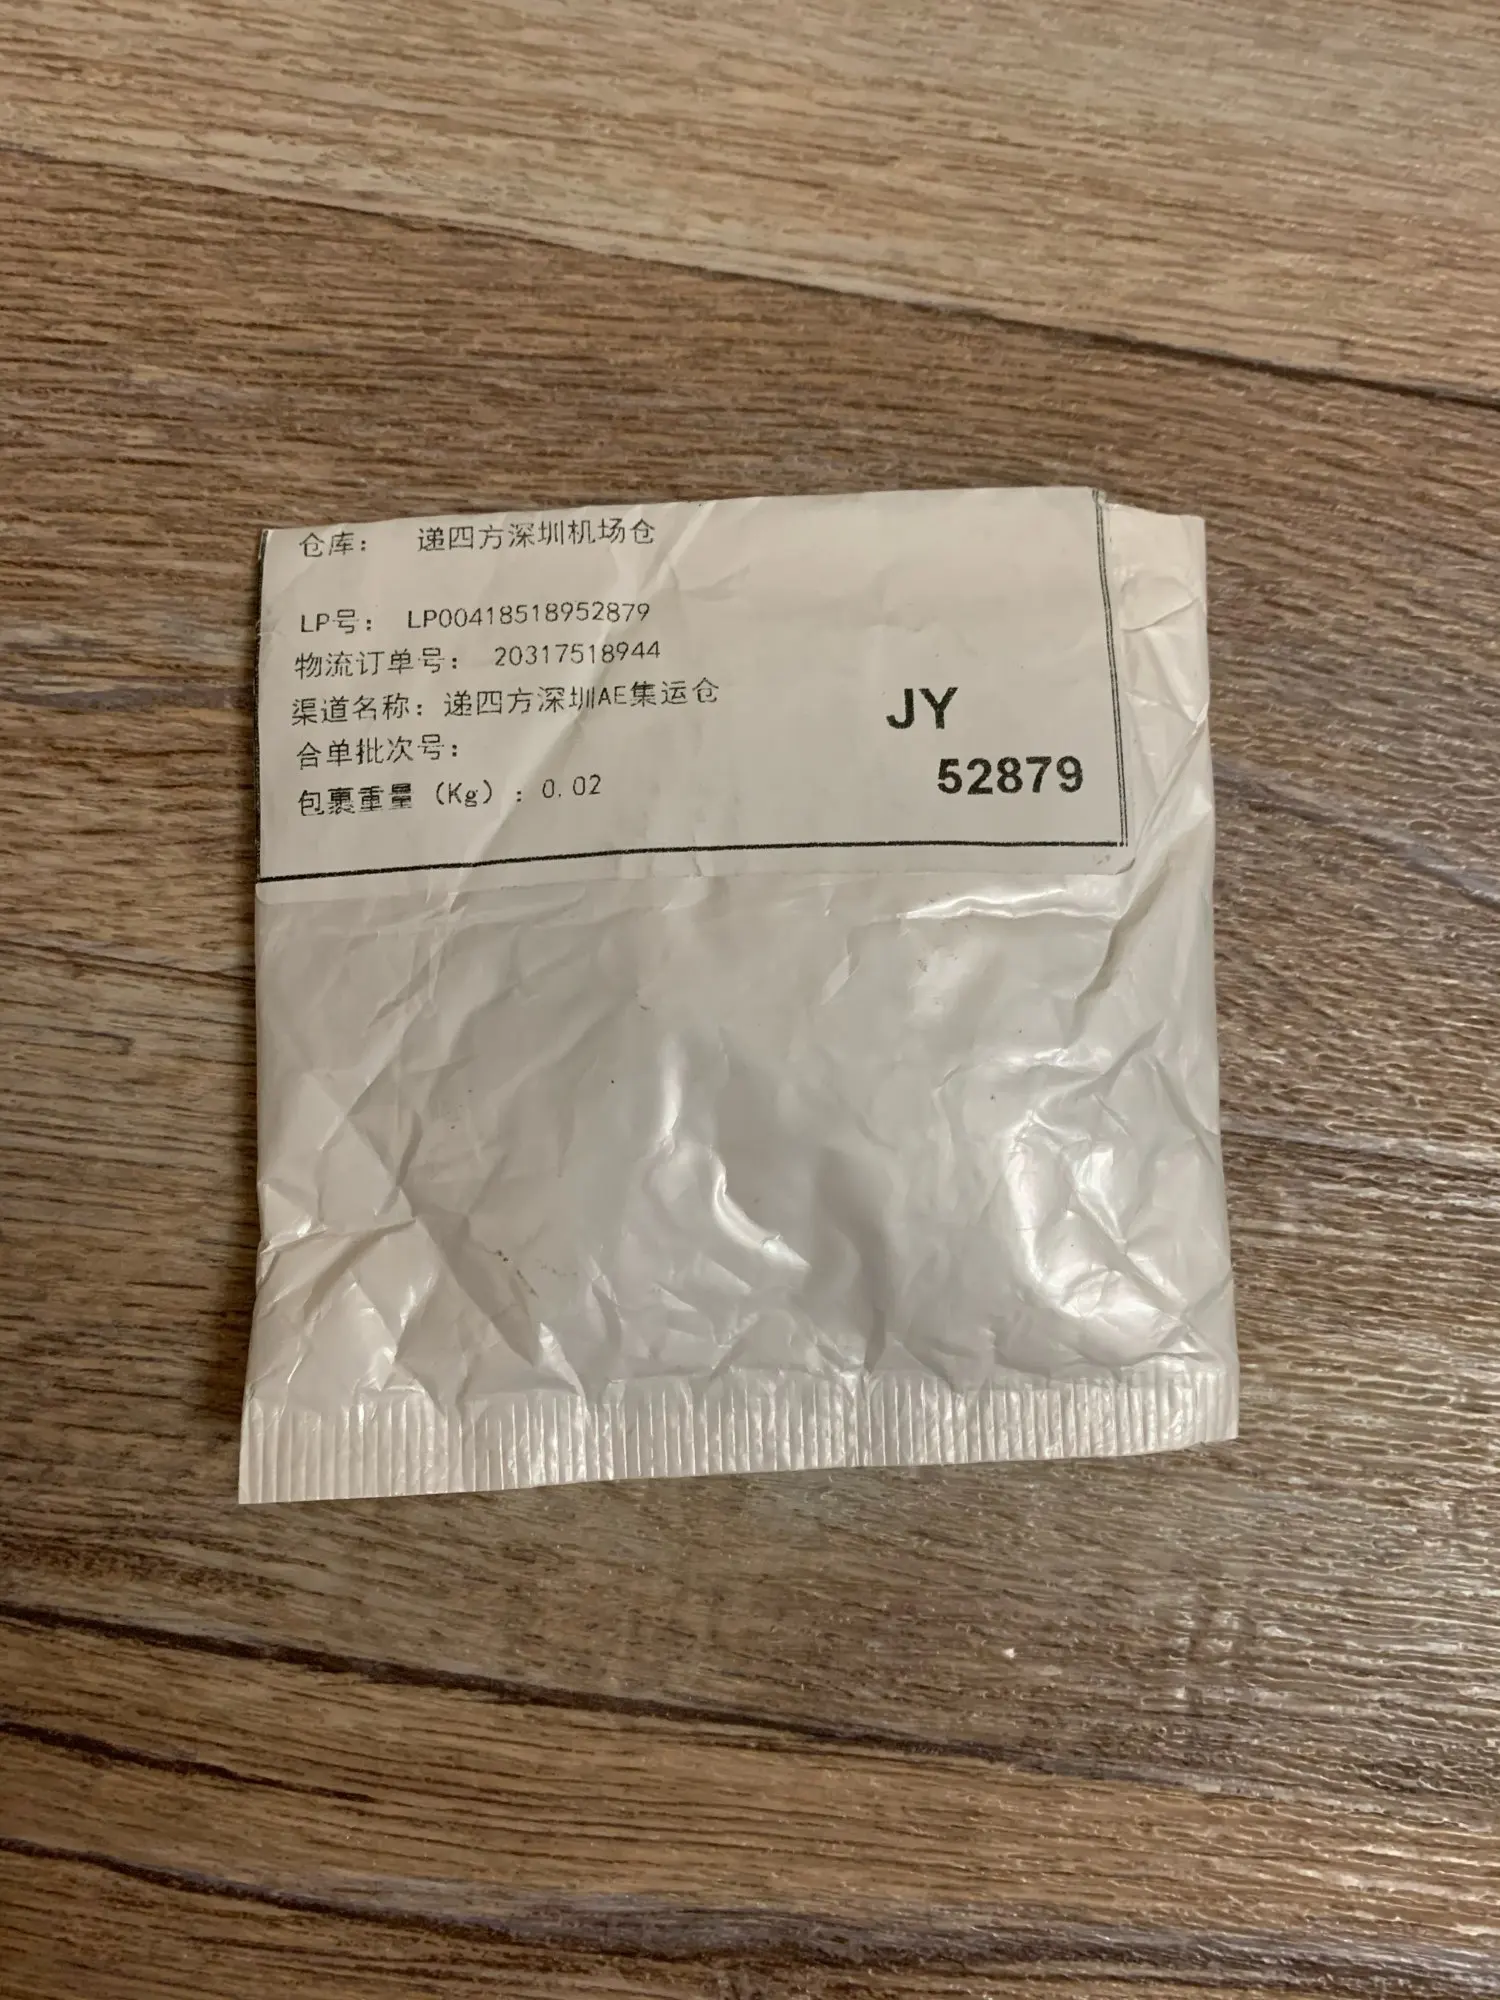 仓库： 递四方深圳机场仓
LP号： LP00418518952879
物流订单号： 20317518944
渠道名称：递四方深圳AE集运仓
合单批次号：
包裹重量（Kg）：0.02
JY
52879